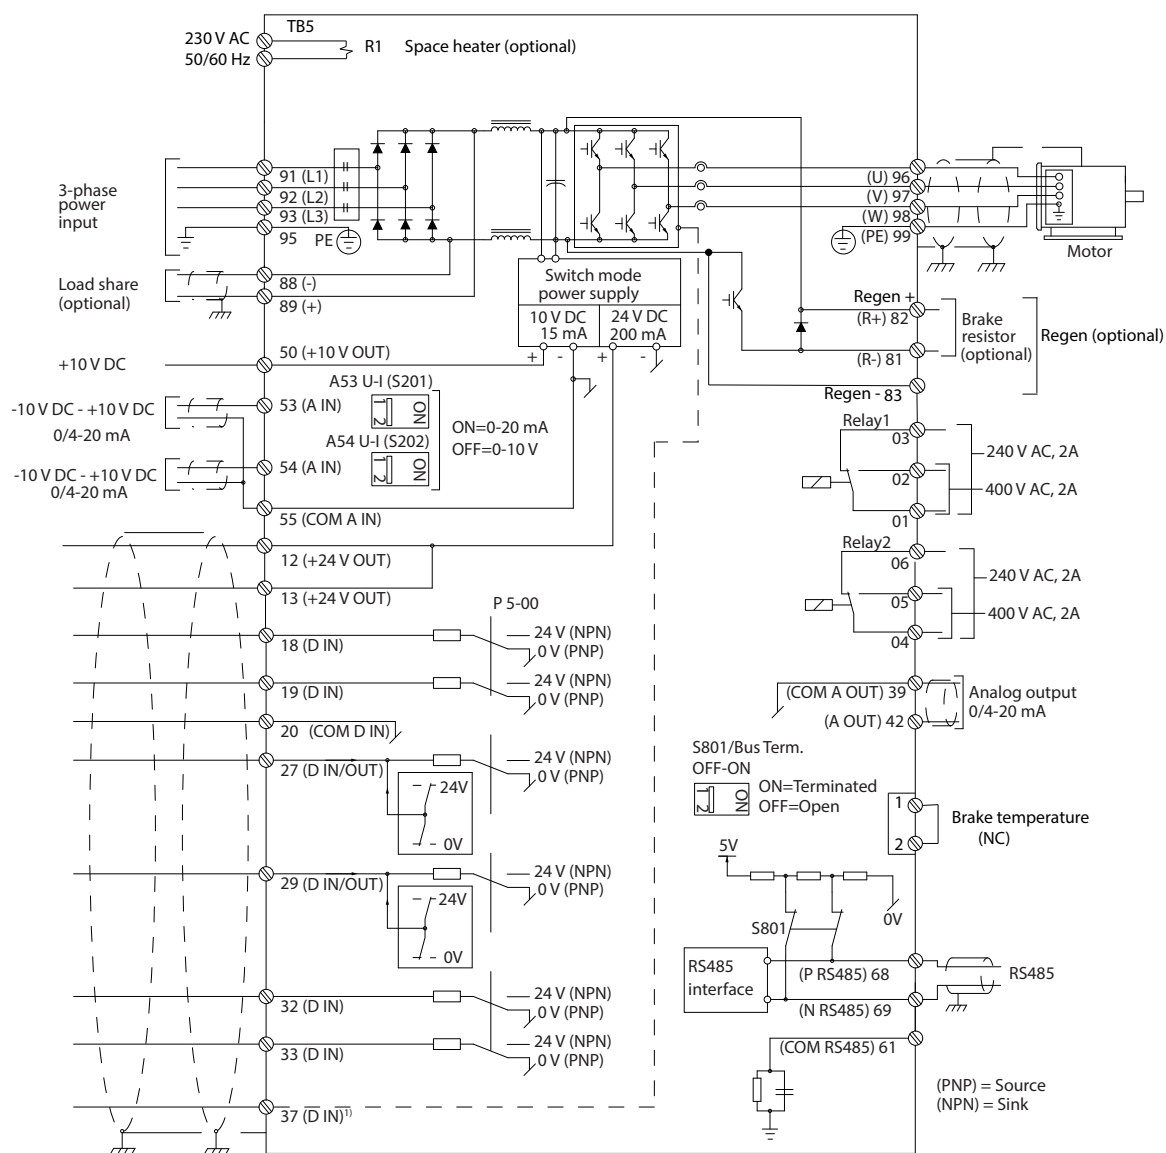 TB5
230 V AC
50/60 Hz
R1 Space heater (optional)
3-phase
power
input
91 (L1)
92 (L2)
93 (L3)
95 PE
(U) 96
(V) 97
(W) 98
(PE) 99
Motor
Load share
(optional)
88 (-)
89 (+)
Switch mode
power supply
10 V DC
15 mA
24 V DC
200 mA
+ - + -
Regen +
(R+) 82
Brake
resistor
(optional)
Regen (optional)
(R-) 81
Regen - 83
+10 V DC
50 (+10 V OUT)
A53 U-I (S201)
1 2 ON
-10 V DC - +10 V DC
0/4-20 mA
53 (A IN)
A54 U-I (S202)
1 2 ON
ON=0-20 mA
OFF=0-10 V
-10 V DC - +10 V DC
0/4-20 mA
54 (A IN)
55 (COM A IN)
Relay1
03
240 V AC, 2A
02
400 V AC, 2A
01
12 (+24 V OUT)
13 (+24 V OUT)
Relay2
06
240 V AC, 2A
05
400 V AC, 2A
04
P 5-00
18 (D IN)
24 V (NPN)
0 V (PNP)
19 (D IN)
24 V (NPN)
0 V (PNP)
20 (COM D IN)
27 (D IN/OUT)
24 V (NPN)
0 V (PNP)
24V
0V
29 (D IN/OUT)
24 V (NPN)
0 V (PNP)
24V
0V
32 (D IN)
24 V (NPN)
0 V (PNP)
33 (D IN)
24 V (NPN)
0 V (PNP)
37 (D IN)1)
(COM A OUT) 39
Analog output
0/4-20 mA
(A OUT) 42
S801/Bus Term.
OFF-ON
1 2 ON
ON=Terminated
OFF=Open
1
2
Brake temperature
(NC)
5V
0V
S801
RS485
interface
(P RS485) 68
RS485
(N RS485) 69
(COM RS485) 61
(PNP) = Source
(NPN) = Sink